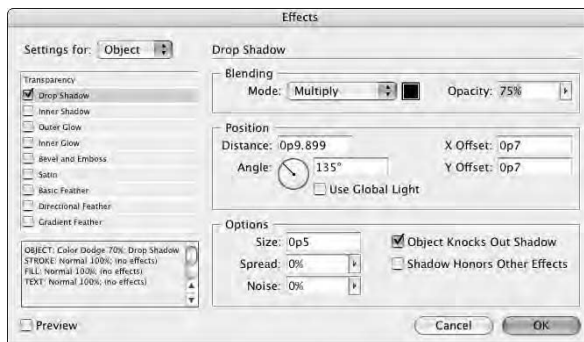 Effects
Settings for: Object
Drop Shadow
Transparency
Drop Shadow
Inner Shadow
Outer Glow
Inner Glow
Bevel and Emboss
Satin
Basic Feather
Directional Feather
Gradient Feather
OBJECT: Color Dodge 70%; Drop Shadow
STROKE: Normal 100%; (no effects)
FILL: Normal 100%; (no effects)
TEXT: Normal 100%; (no effects)
Preview
Blending
Mode: Multiply Opacity: 75%
Position
Distance: 0p9.899 X Offset: 0p7
Angle: 135° Y Offset: 0p7
Use Global Light
Options
Size: 0p5 Object Knocks Out Shadow
Spread: 0% Shadow Honors Other Effects
Noise: 0%
Cancel OK